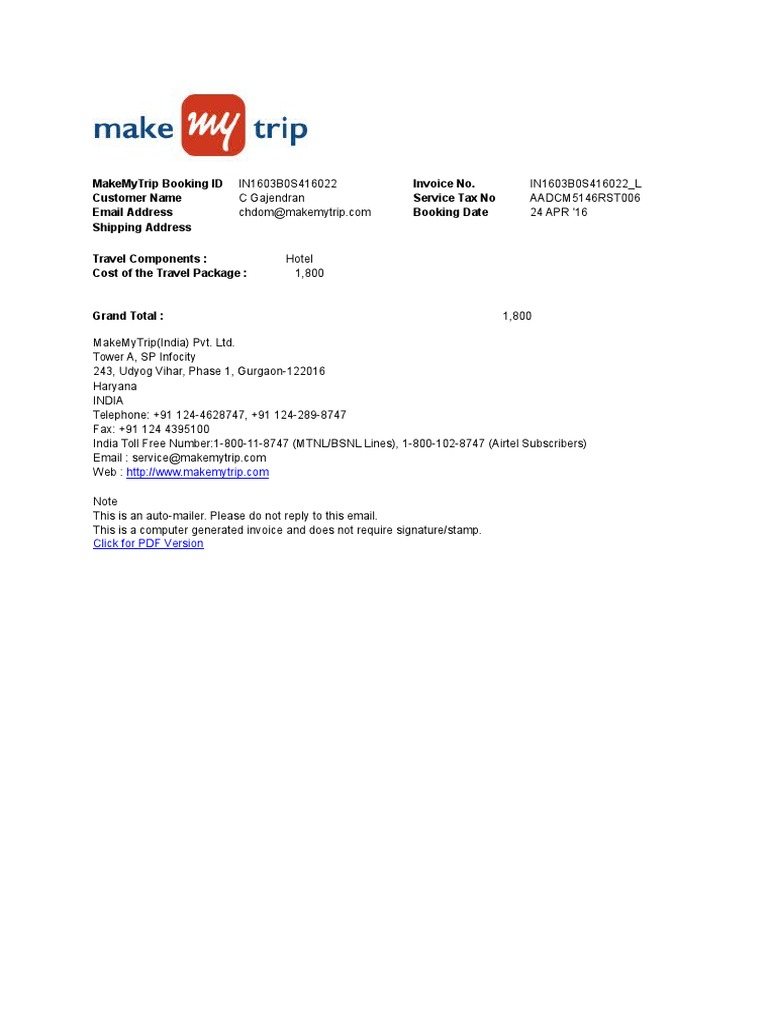 make my trip
MakeMyTrip Booking ID IN1603B0S416022 Invoice No. IN1603B0S416022_L
Customer Name C Gajendran Service Tax No AADCM5146RST006
Email Address chdom@makemytrip.com Booking Date 24 APR '16
Shipping Address
Travel Components : Hotel
Cost of the Travel Package : 1,800
Grand Total : 1,800
MakeMyTrip(India) Pvt. Ltd.
Tower A, SP Infocity
243, Udyog Vihar, Phase 1, Gurgaon-122016
Haryana
INDIA
Telephone: +91 124-4628747, +91 124-289-8747
Fax: +91 124 4395100
India Toll Free Number:1-800-11-8747 (MTNL/BSNL Lines), 1-800-102-8747 (Airtel Subscribers)
Email : service@makemytrip.com
Web : http://www.makemytrip.com
Note
This is an auto-mailer. Please do not reply to this email.
This is a computer generated invoice and does not require signature/stamp.
Click for PDF Version